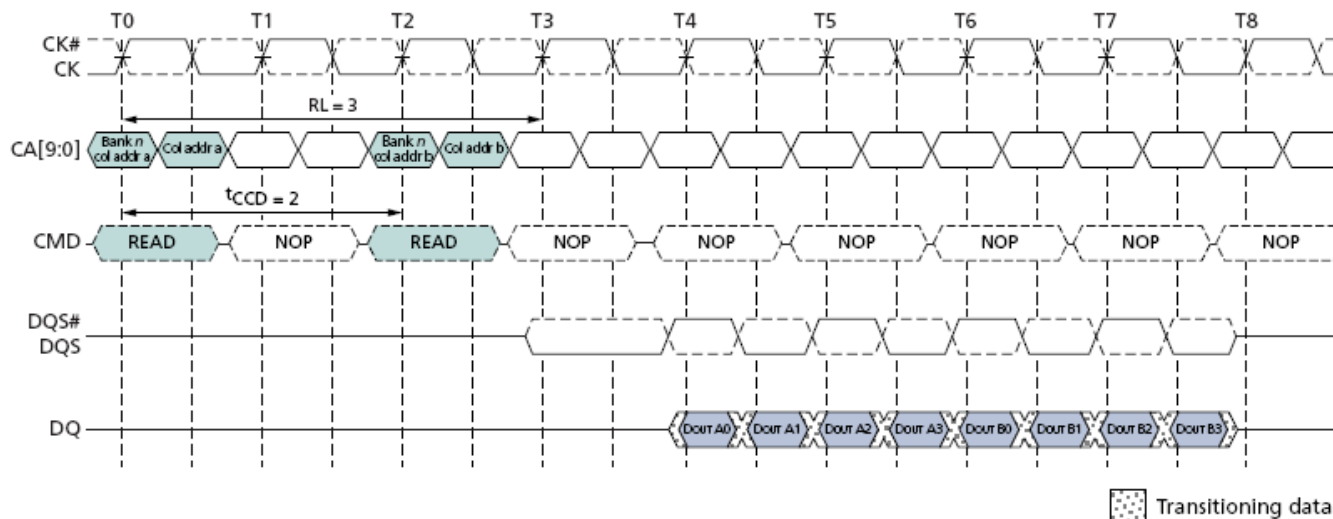 T0 T1 T2 T3 T4 T5 T6 T7 T8
CK#
CK
RL = 3
CA[9:0]
Bank n
col addr a
Col addr a
Bank n
col addr b
Col addr b
tCCD = 2
CMD READ NOP READ NOP NOP NOP NOP NOP NOP
DQS#
DQS
DQ DOUT A0 DOUT A1 DOUT A2 DOUT A3 DOUT B0 DOUT B1 DOUT B2 DOUT B3
Transitioning data